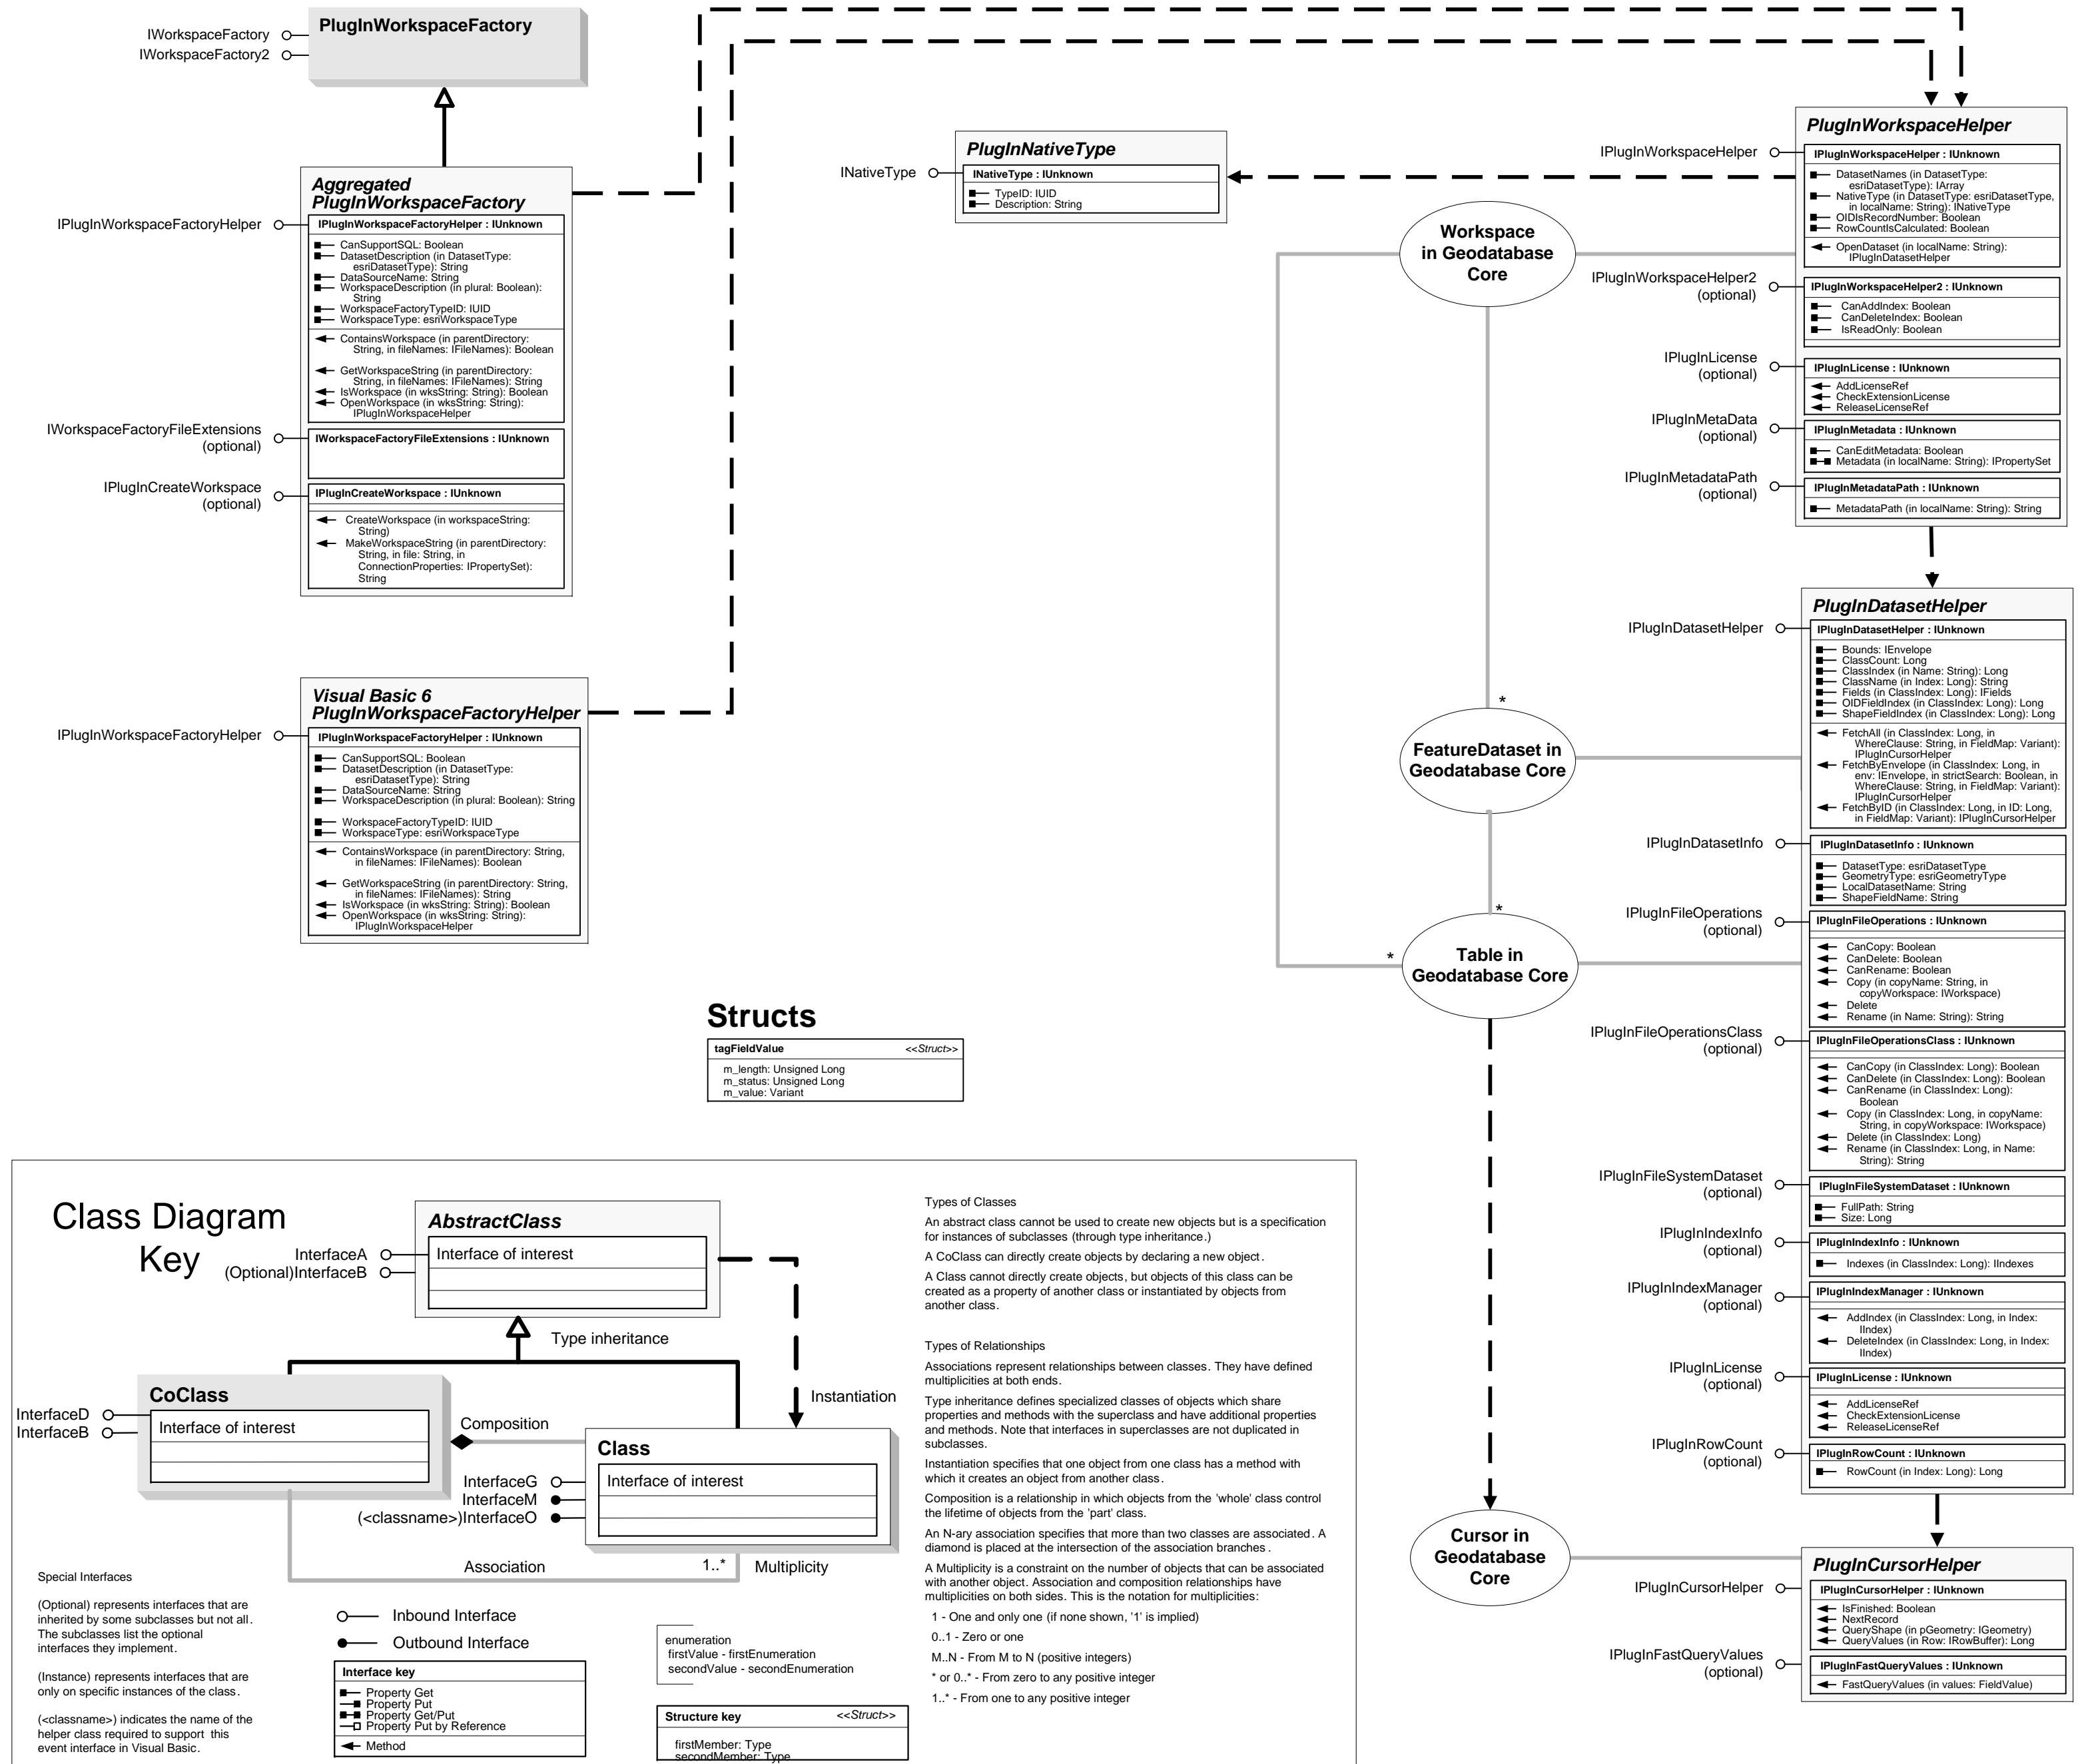 PlugInWorkspaceFactory
IWorkspaceFactory
IWorkspaceFactory2
Aggregated
PlugInWorkspaceFactory
IPlugInWorkspaceFactoryHelper
IPlugInWorkspaceFactoryHelper : IUnknown
CanSupportSQL: Boolean
DatasetDescription (in DatasetType:
esriDatasetType): String
DataSourceName: String
WorkspaceDescription (in plural: Boolean):
String
WorkspaceFactoryTypeID: IUID
WorkspaceType: esriWorkspaceType
ContainsWorkspace (in parentDirectory:
String, in fileNames: IFileNames): Boolean
GetWorkspaceString (in parentDirectory:
String, in fileNames: IFileNames): String
IsWorkspace (in wksString: String): Boolean
OpenWorkspace (in wksString: String):
IPlugInWorkspaceHelper
IWorkspaceFactoryFileExtensions
(optional)
IWorkspaceFactoryFileExtensions : IUnknown
IPlugInCreateWorkspace
(optional)
IPlugInCreateWorkspace : IUnknown
CreateWorkspace (in workspaceString:
String)
MakeWorkspaceString (in parentDirectory:
String, in file: String, in
ConnectionProperties: IPropertySet):
String
Visual Basic 6
PlugInWorkspaceFactoryHelper
IPlugInWorkspaceFactoryHelper
IPlugInWorkspaceFactoryHelper : IUnknown
CanSupportSQL: Boolean
DatasetDescription (in DatasetType:
esriDatasetType): String
DataSourceName: String
WorkspaceDescription (in plural: Boolean): String
WorkspaceFactoryTypeID: IUID
WorkspaceType: esriWorkspaceType
ContainsWorkspace (in parentDirectory: String,
in fileNames: IFileNames): Boolean
GetWorkspaceString (in parentDirectory: String,
in fileNames: IFileNames): String
IsWorkspace (in wksString: String): Boolean
OpenWorkspace (in wksString: String):
IPlugInWorkspaceHelper
PlugInNativeType
INativeType
INativeType : IUnknown
TypeID: IUID
Description: String
Workspace
in Geodatabase
Core
*
FeatureDataset in
Geodatabase Core
*
*
Table in
Geodatabase Core
Cursor in
Geodatabase
Core
PlugInWorkspaceHelper
IPlugInWorkspaceHelper
IPlugInWorkspaceHelper : IUnknown
DatasetNames (in DatasetType:
esriDatasetType): IArray
NativeType (in DatasetType: esriDatasetType,
in localName: String): INativeType
OIDIsRecordNumber: Boolean
RowCountIsCalculated: Boolean
OpenDataset (in localName: String):
IPlugInDatasetHelper
IPlugInWorkspaceHelper2
(optional)
IPlugInWorkspaceHelper2 : IUnknown
CanAddIndex: Boolean
CanDeleteIndex: Boolean
IsReadOnly: Boolean
IPlugInLicense
(optional)
IPlugInLicense : IUnknown
AddLicenseRef
CheckExtensionLicense
ReleaseLicenseRef
IPlugInMetaData
(optional)
IPlugInMetadata : IUnknown
CanEditMetadata: Boolean
Metadata (in localName: String): IPropertySet
IPlugInMetadataPath
(optional)
IPlugInMetadataPath : IUnknown
MetadataPath (in localName: String): String
PlugInDatasetHelper
IPlugInDatasetHelper
IPlugInDatasetHelper : IUnknown
Bounds: IEnvelope
ClassCount: Long
ClassIndex (in Name: String): Long
ClassName (in Index: Long): String
Fields (in ClassIndex: Long): IFields
OIDFieldIndex (in ClassIndex: Long): Long
ShapeFieldIndex (in ClassIndex: Long): Long
FetchAll (in ClassIndex: Long, in
WhereClause: String, in FieldMap: Variant):
IPlugInCursorHelper
FetchByEnvelope (in ClassIndex: Long, in
env: IEnvelope, in strictSearch: Boolean, in
WhereClause: String, in FieldMap: Variant):
IPlugInCursorHelper
FetchByID (in ClassIndex: Long, in ID: Long,
in FieldMap: Variant): IPlugInCursorHelper
IPlugInDatasetInfo
IPlugInDatasetInfo : IUnknown
DatasetType: esriDatasetType
GeometryType: esriGeometryType
LocalDatasetName: String
ShapeFieldName: String
IPlugInFileOperations
(optional)
IPlugInFileOperations : IUnknown
CanCopy: Boolean
CanDelete: Boolean
CanRename: Boolean
Copy (in copyName: String, in
copyWorkspace: IWorkspace)
Delete
Rename (in Name: String): String
IPlugInFileOperationsClass
(optional)
IPlugInFileOperationsClass : IUnknown
CanCopy (in ClassIndex: Long): Boolean
CanDelete (in ClassIndex: Long): Boolean
CanRename (in ClassIndex: Long):
Boolean
Copy (in ClassIndex: Long, in copyName:
String, in copyWorkspace: IWorkspace)
Delete (in ClassIndex: Long)
Rename (in ClassIndex: Long, in Name:
String): String
IPlugInFileSystemDataset
(optional)
IPlugInFileSystemDataset : IUnknown
FullPath: String
Size: Long
IPlugInIndexInfo
(optional)
IPlugInIndexInfo : IUnknown
Indexes (in ClassIndex: Long): IIndexes
IPlugInIndexManager
(optional)
IPlugInIndexManager : IUnknown
AddIndex (in ClassIndex: Long, in Index:
IIndex)
DeleteIndex (in ClassIndex: Long, in Index:
IIndex)
IPlugInLicense
(optional)
IPlugInLicense : IUnknown
AddLicenseRef
CheckExtensionLicense
ReleaseLicenseRef
IPlugInRowCount
(optional)
IPlugInRowCount : IUnknown
RowCount (in Index: Long): Long
PlugInCursorHelper
IPlugInCursorHelper
IPlugInCursorHelper : IUnknown
IsFinished: Boolean
NextRecord
QueryShape (in pGeometry: IGeometry)
QueryValues (in Row: IRowBuffer): Long
IPlugInFastQueryValues
(optional)
IPlugInFastQueryValues : IUnknown
FastQueryValues (in values: FieldValue)
Structs
tagFieldValue <<Struct>>
m_length: Unsigned Long
m_status: Unsigned Long
m_value: Variant
Class Diagram
Key
AbstractClass
InterfaceA
(Optional)InterfaceB
Interface of interest
Type inheritance
Instantiation
CoClass
InterfaceD
InterfaceB
Interface of interest
Composition
Class
InterfaceG
InterfaceM
(<classname>)InterfaceO
Interface of interest
Association
1..*
Multiplicity
Special Interfaces
(Optional) represents interfaces that are
inherited by some subclasses but not all.
The subclasses list the optional
interfaces they implement.
(Instance) represents interfaces that are
only on specific instances of the class.
(<classname>) indicates the name of the
helper class required to support this
event interface in Visual Basic.
Inbound Interface
Outbound Interface
Interface key
Property Get
Property Put
Property Get/Put
Property Put by Reference
Method
enumeration
firstValue - firstEnumeration
secondValue - secondEnumeration
Structure key <<Struct>>
firstMember: Type
secondMember: Type
Types of Classes
An abstract class cannot be used to create new objects but is a specification
for instances of subclasses (through type inheritance.)
A CoClass can directly create objects by declaring a new object.
A Class cannot directly create objects, but objects of this class can be
created as a property of another class or instantiated by objects from
another class.
Types of Relationships
Associations represent relationships between classes. They have defined
multiplicities at both ends.
Type inheritance defines specialized classes of objects which share
properties and methods with the superclass and have additional properties
and methods. Note that interfaces in superclasses are not duplicated in
subclasses.
Instantiation specifies that one object from one class has a method with
which it creates an object from another class.
Composition is a relationship in which objects from the 'whole' class control
the lifetime of objects from the 'part' class.
An N-ary association specifies that more than two classes are associated. A
diamond is placed at the intersection of the association branches.
A Multiplicity is a constraint on the number of objects that can be associated
with another object. Association and composition relationships have
multiplicities on both sides. This is the notation for multiplicities:
1 - One and only one (if none shown, '1' is implied)
0..1 - Zero or one
M..N - From M to N (positive integers)
* or 0..* - From zero to any positive integer
1..* - From one to any positive integer